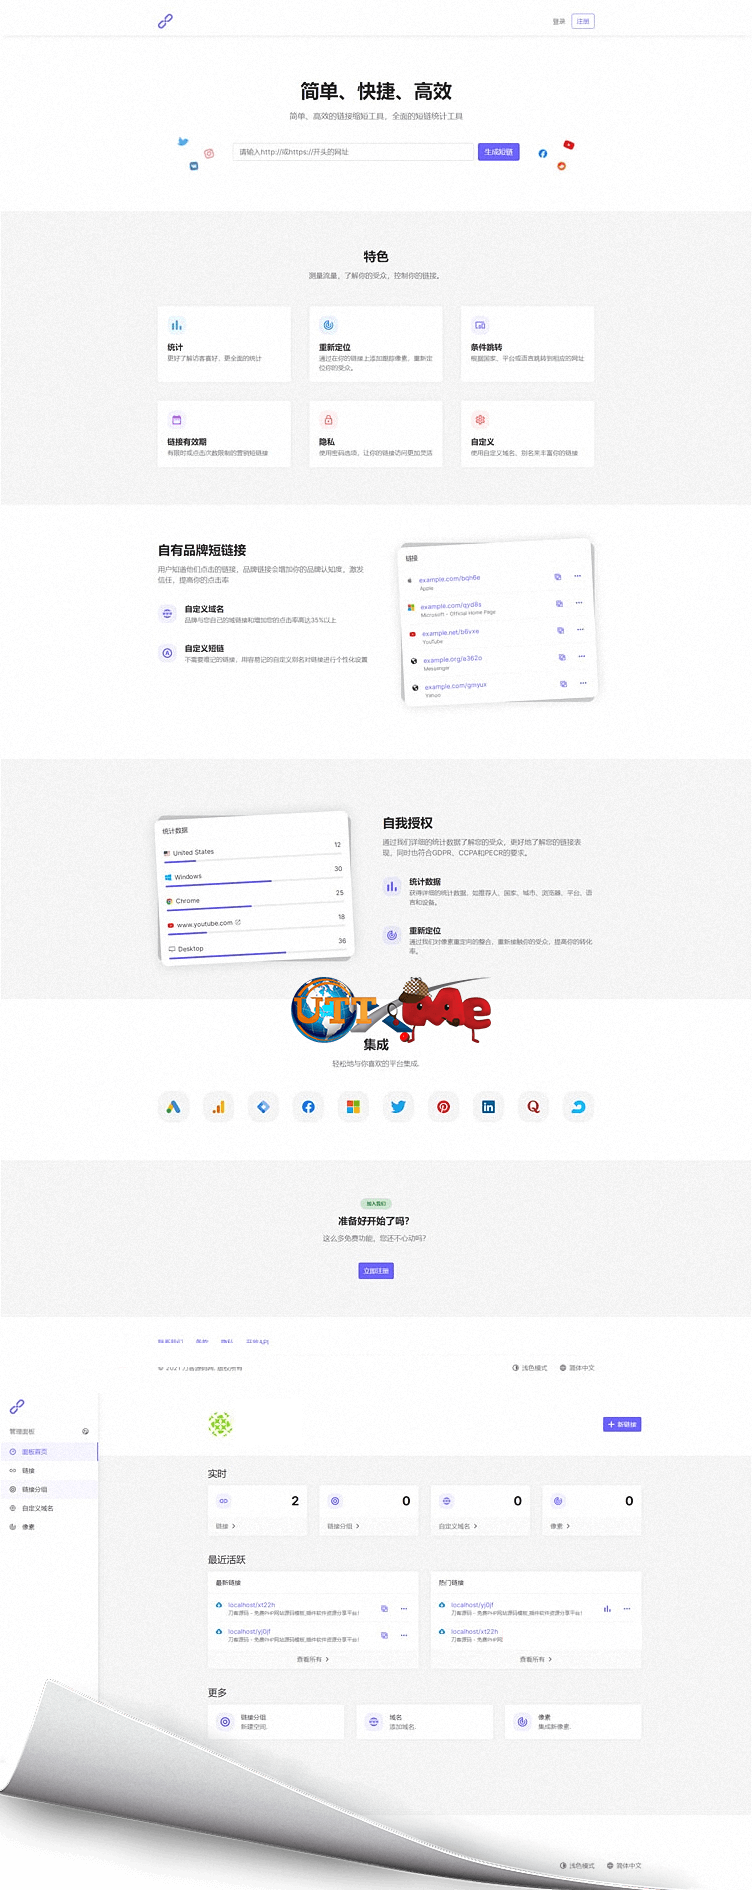 登录 注册
简单、快捷、高效
简单、高效的链接缩短工具，全面的短链统计工具
请输入http://或https://开头的网址 生成短链
特色
测量流量，了解你的受众，控制你的链接。
统计
更好了解访客喜好，更全面的统计
重新定位
通过在你的链接上添加跟踪像素，重新定
位你的受众。
条件跳转
根据国家、平台或语言跳转到相应的网址
链接有效期
有限时或点击次数限制的营销短链接
隐私
使用密码选项，让你的链接访问更加灵活
自定义
使用自定义域名，别名来丰富你的链接
自有品牌短链接
用户知道他们点击的链接，品牌链接会增加你的品牌认知度，激发
信任，提高你的点击率
自定义域名
品牌与您自己的域链接和增加您的点击率高达35%以上
自定义短链
不需要难记的链接，用容易记的自定义别名对链接进行个性化设置
链接
example.com/bqn6e
Apple
example.com/qyd8s
Microsoft - Official Home Page
example.net/b6vxe
YouTube
example.org/a362o
Messenger
example.com/gmyux
Yahoo
统计数据
United States 12
Windows 30
Chrome 25
www.youtube.com 18
Desktop 36
自我授权
通过我们详细的统计数据了解您的受众，更好地了解您的链接表
现，同时也符合GDPR、CCPA和PECR的要求。
统计数据
获得详细的统计数据，如推荐人、国家、城市、浏览器、平台、语
言和设备。
重新定位
通过我们对像素重定向的整合，重新接触你的受众，提高你的转化
率。
UTT Me
集成
轻松地与你喜欢的平台集成.
加入我们
准备好开始了吗?
这么多免费功能，您还不心动吗?
立即注册
联系我们 条款 隐私 开放API
© 2021 刀客源码网. 版权所有 浅色模式 简体中文
管理面板
面板首页
链接
链接分组
自定义域名
像素
新链接
实时
2 0 0 0
链接 链接分组 自定义域名 像素
最近活跃
最新链接
localhost/xt22h
刀客源码 - 免费PHP网站源码模板,插件软件资源分享平台!
localhost/yj0jf
刀客源码 - 免费PHP网站源码模板,插件软件资源分享平台!
查看所有
热门链接
localhost/yj0jf
刀客源码 - 免费PHP网站源码模板,插件软件资源分享平台!
localhost/xt22h
刀客源码 - 免费PHP网
查看所有
更多
链接分组
新建空间.
域名
添加域名.
像素
集成新像素.
浅色模式 简体中文